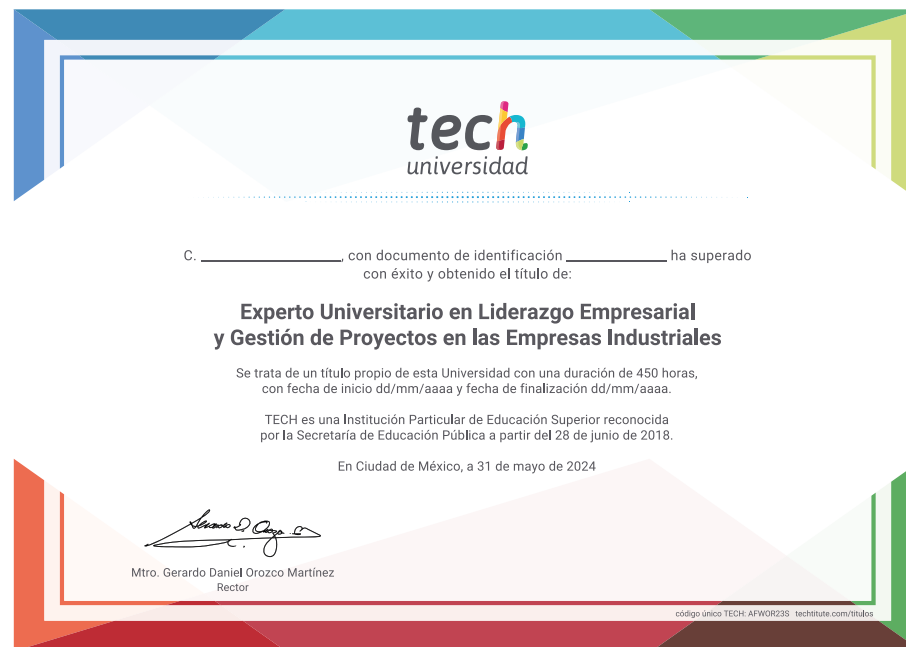 tech
universidad
C. ____________, con documento de identificación ____________ ha superado
con éxito y obtenido el título de:
Experto Universitario en Liderazgo Empresarial
y Gestión de Proyectos en las Empresas Industriales
Se trata de un título propio de esta Universidad con una duración de 450 horas,
con fecha de inicio dd/mm/aaaa y fecha de finalización dd/mm/aaaa.
TECH es una Institución Particular de Educación Superior reconocida
por la Secretaría de Educación Pública a partir del 28 de junio de 2018.
En Ciudad de México, a 31 de mayo de 2024
Mtro. Gerardo Daniel Orozco Martínez
Rector
código único TECH: AFWOR23S techtitute.com/titulos